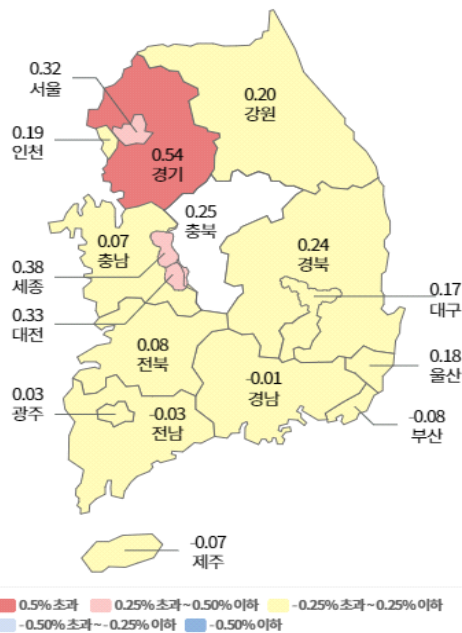 0.32
서울
0.20
강원
0.19
인천
0.54
경기
0.25
충북
0.07
충남
0.24
경북
0.38
세종
0.17
대구
0.33
대전
0.08
전북
0.18
울산
-0.01
경남
0.03
광주
-0.03
전남
-0.08
부산
-0.07
제주
0.5% 초과 0.25% 초과~0.50% 이하 -0.25% 초과~0.25% 이하
-0.50% 초과~-0.25% 이하 -0.50% 이하